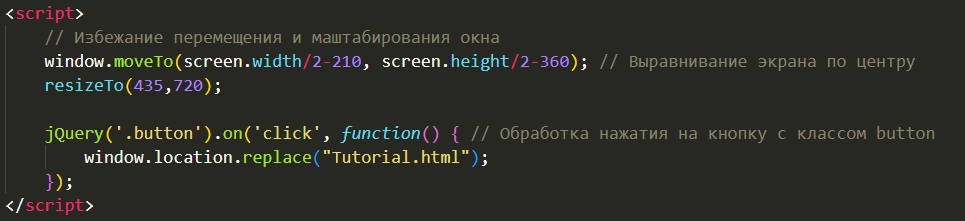 <script>
// Избежание перемещения и маштабирования окна
window.moveTo(screen.width/2-210, screen.height/2-360); // Выравнивание экрана по центру
resizeTo(435,720);
jQuery('.button').on('click', function() { // Обработка нажатия на кнопку с классом button
window.location.replace("Tutorial.html");
});
</script>